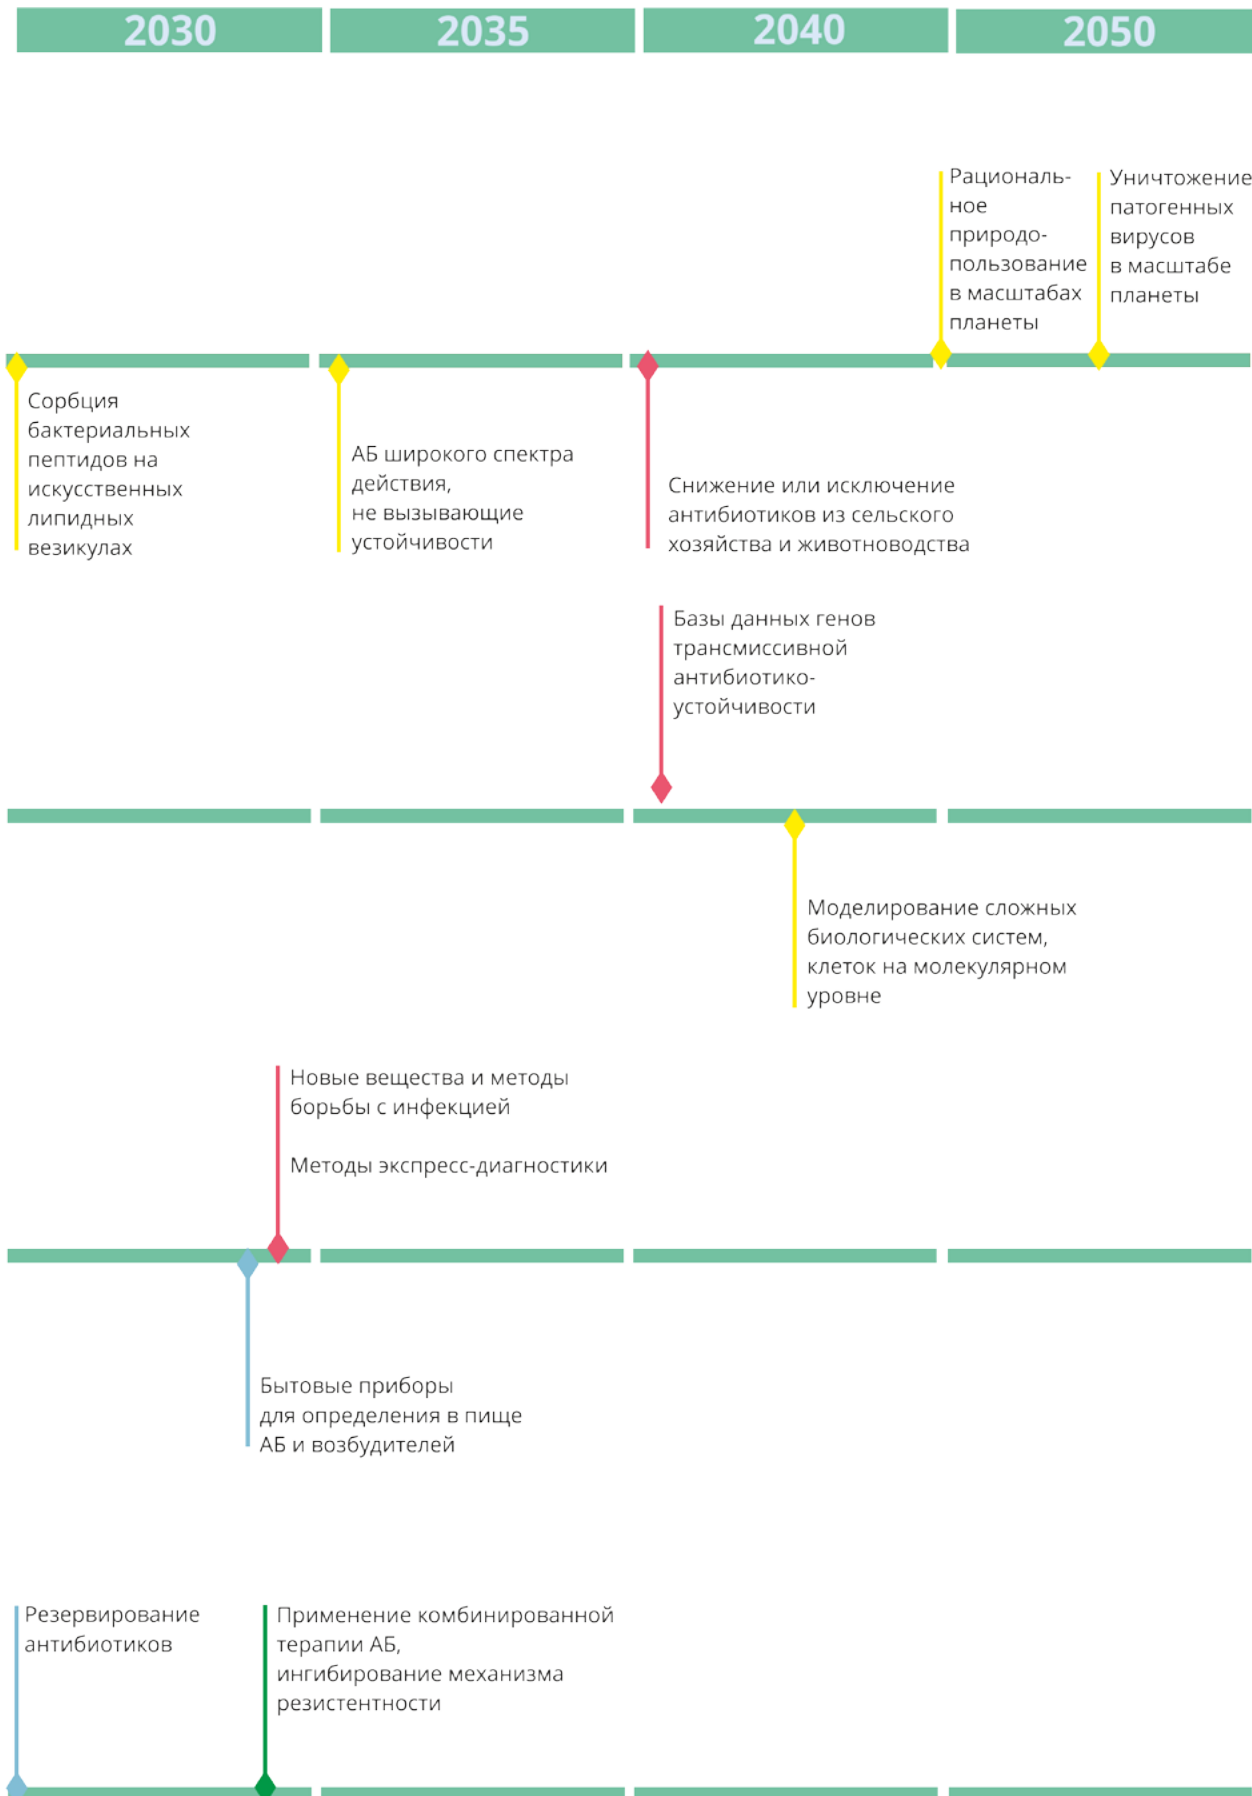 2030
2035
2040
2050
Рациональ-
ное
природо-
пользование
в масштабах
планеты
Уничтожение
патогенных
вирусов
в масштабе
планеты
Сорбция
бактериальных
пептидов на
искусственных
липидных
везикулах
АБ широкого спектра
действия,
не вызывающие
устойчивости
Снижение или исключение
антибиотиков из сельского
хозяйства и животноводства
Базы данных генов
трансмиссивной
антибиотико-
устойчивости
Моделирование сложных
биологических систем,
клеток на молекулярном
уровне
Новые вещества и методы
борьбы с инфекцией
Методы экспресс-диагностики
Бытовые приборы
для определения в пище
АБ и возбудителей
Резервирование
антибиотиков
Применение комбинированной
терапии АБ,
ингибирование механизма
резистентности